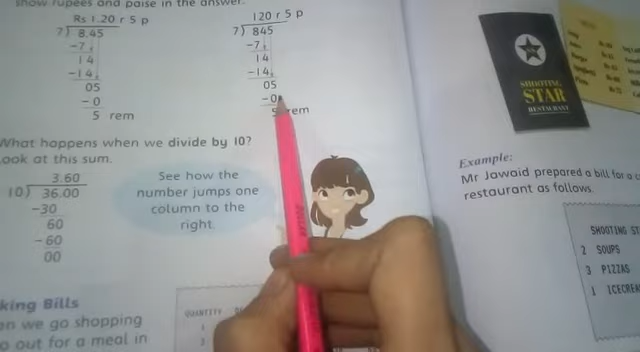 show rupees and paise in the answer.
Rs 1.20 r 5 p
7) 8.45
-7
14
-14
05
-0
5 rem
120 r 5 p
7) 845
-7
14
-14
05
-0
5 rem
What happens when we divide by 10?
ook at this sum.
3.60
10) 36.00
-30
60
-60
00
See how the
number jumps one
column to the
right.
king Bills
en we go shopping
o out for a meal in
QUANTITY
1
SHOOTING
STAR
RESTAURANT
Example:
Mr Jawaid prepared a bill for a c
restaurant as follows.
SHOOTING ST
2 SOUPS
3 PIZZAS
1 ICECREA